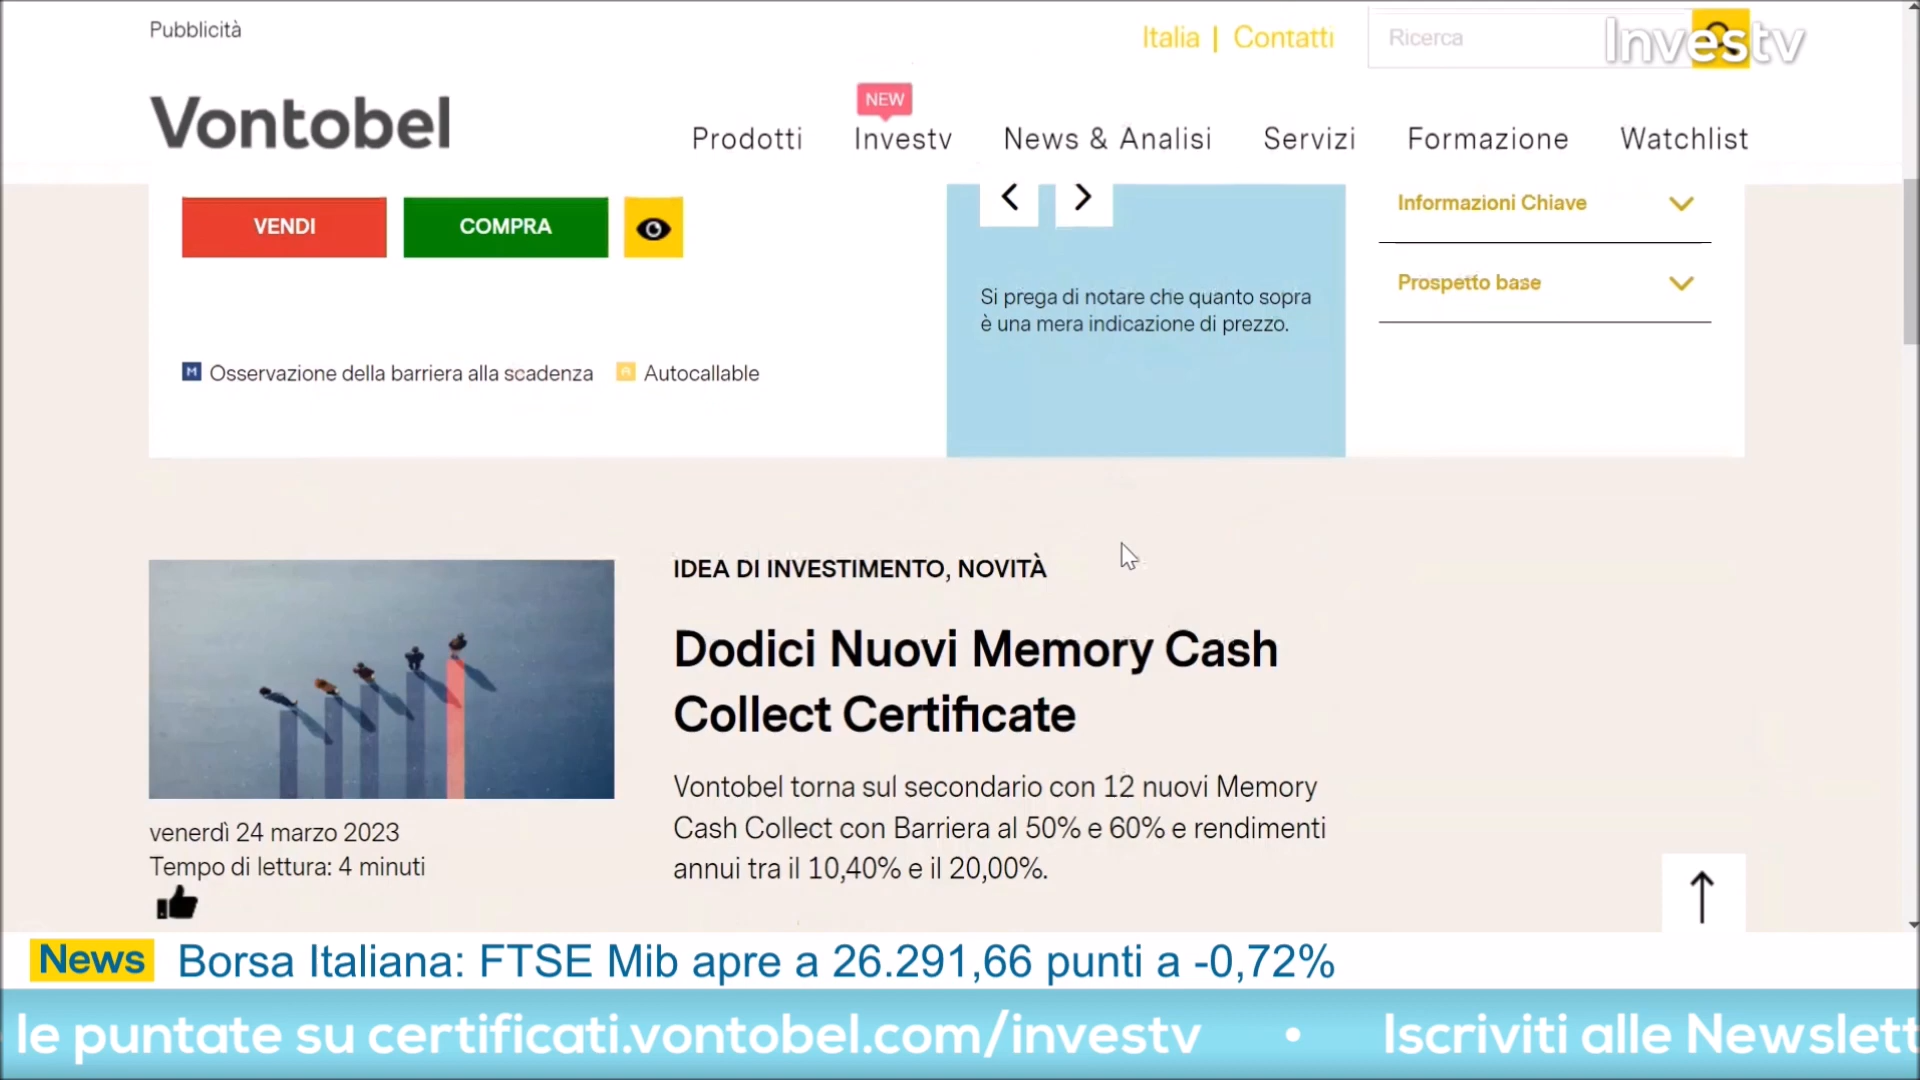 Pubblicità
Italia | Contatti
Ricerca
Investv
Vontobel
NEW
Prodotti Investv News & Analisi Servizi Formazione Watchlist
VENDI COMPRA
Informazioni Chiave
Prospetto base
Si prega di notare che quanto sopra
è una mera indicazione di prezzo.
M Osservazione della barriera alla scadenza A Autocallable
IDEA DI INVESTIMENTO, NOVITÀ
Dodici Nuovi Memory Cash
Collect Certificate
Vontobel torna sul secondario con 12 nuovi Memory
Cash Collect con Barriera al 50% e 60% e rendimenti
annui tra il 10,40% e il 20,00%.
venerdì 24 marzo 2023
Tempo di lettura: 4 minuti
News Borsa Italiana: FTSE Mib apre a 26.291,66 punti a -0,72%
le puntate su certificati.vontobel.com/investv • Iscriviti alle Newslett